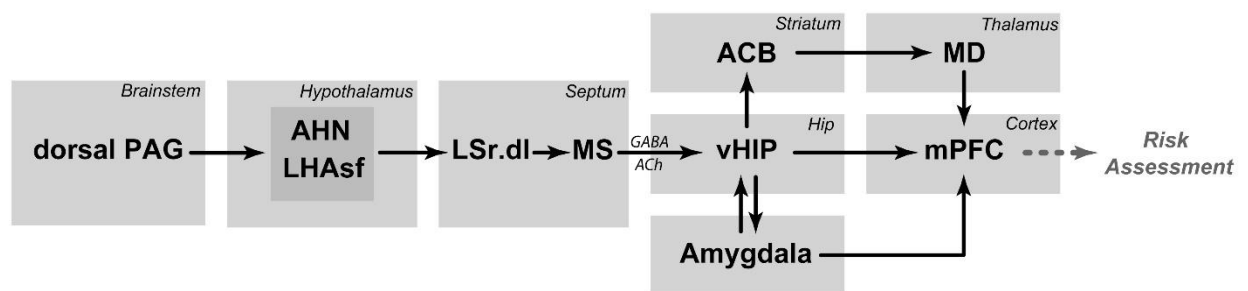 Brainstem
dorsal PAG
Hypothalamus
AHN
LHAsf
Septum
LSr.dl
MS
GABA
ACh
Striatum
ACB
Hip
vHIP
Amygdala
Thalamus
MD
Cortex
mPFC
Risk
Assessment